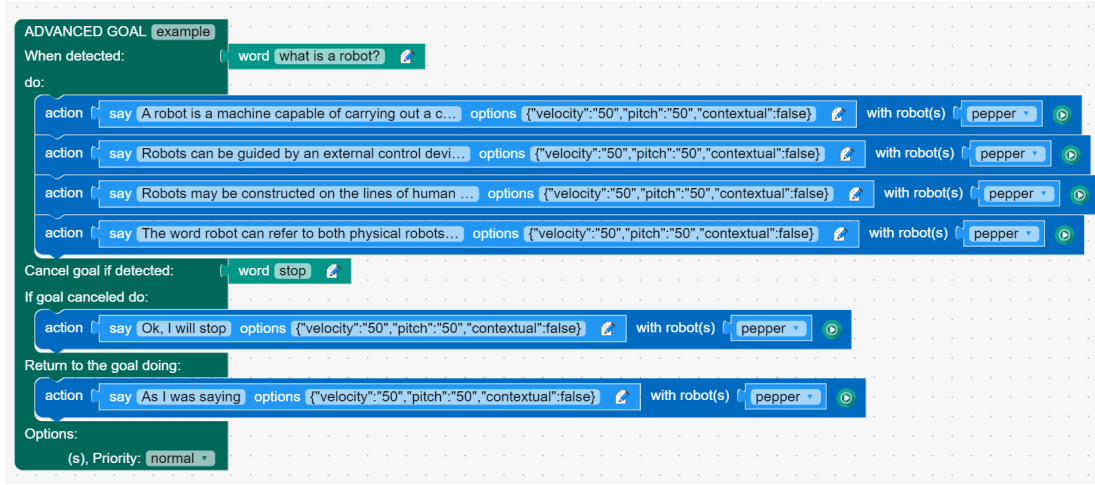 ADVANCED GOAL example
When detected: word what is a robot?
do:
action say A robot is a machine capable of carrying out a c... options {"velocity":"50","pitch":"50","contextual":false} with robot(s) pepper
action say Robots can be guided by an external control devi... options {"velocity":"50","pitch":"50","contextual":false} with robot(s) pepper
action say Robots may be constructed on the lines of human ... options {"velocity":"50","pitch":"50","contextual":false} with robot(s) pepper
action say The word robot can refer to both physical robots... options {"velocity":"50","pitch":"50","contextual":false} with robot(s) pepper
Cancel goal if detected: word stop
If goal canceled do:
action say Ok, I will stop options {"velocity":"50","pitch":"50","contextual":false} with robot(s) pepper
Return to the goal doing:
action say As I was saying options {"velocity":"50","pitch":"50","contextual":false} with robot(s) pepper
Options:
(s), Priority: normal